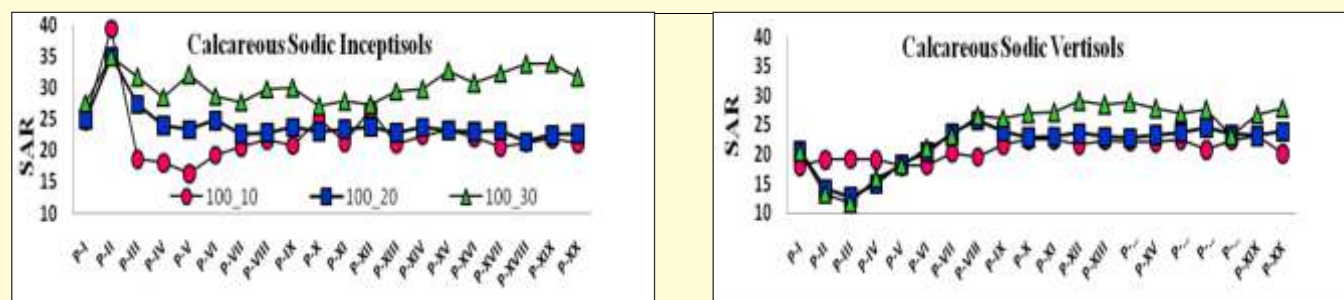 Calcareous Sodic Inceptisols
SAR
40
35
30
25
20
15
10
100_10 100_20 100_30
P-I P-II P-III P-IV P-V P-VI P-VII P-VIII P-IX P-X P-XI P-XII P-XIII P-XIV P-XV P-XVI P-XVII P-XVIII P-XIX P-XX
Calcareous Sodic Vertisols
SAR
40
35
30
25
20
15
10
P-I P-II P-III P-IV P-V P-VI P-VII P-VIII P-IX P-X P-XI P-XII P-XIII P-... P-XV P-... P-... P-... P-XIX P-XX